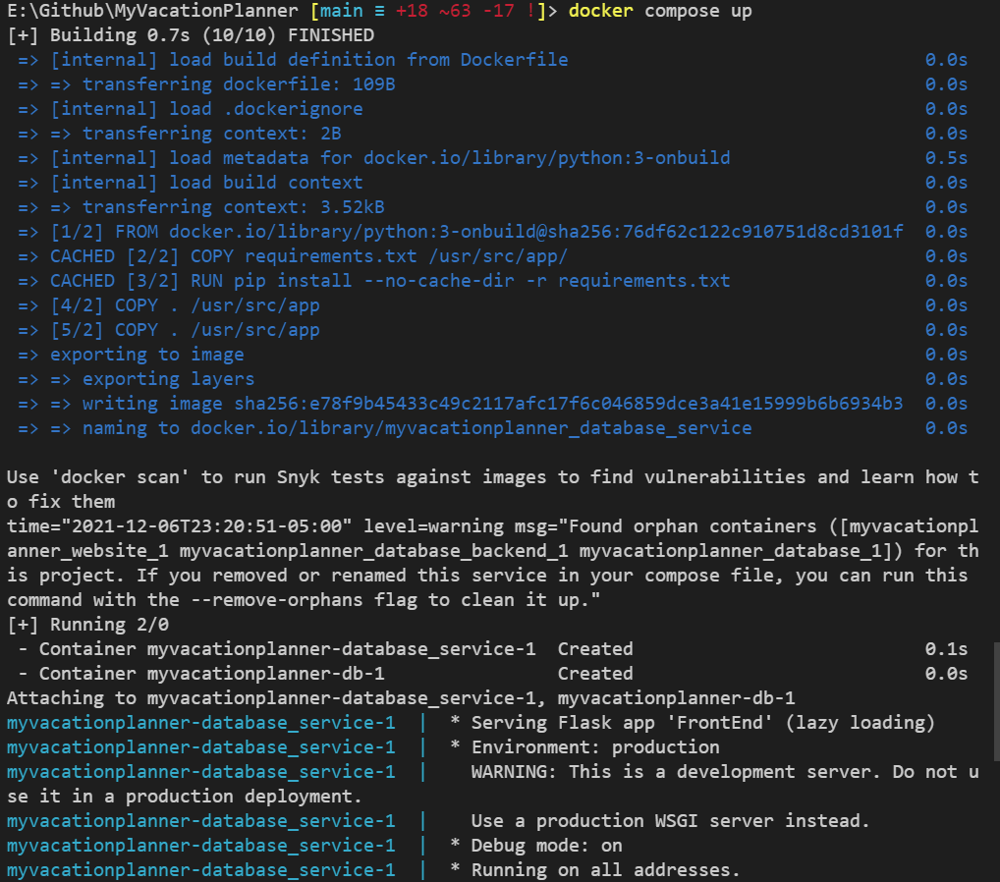 E:\Github\MyVacationPlanner [main ≡ +18 ~63 -17 !]> docker compose up
[+] Building 0.7s (10/10) FINISHED
 => [internal] load build definition from Dockerfile 0.0s
 => => transferring dockerfile: 109B 0.0s
 => [internal] load .dockerignore 0.0s
 => => transferring context: 2B 0.0s
 => [internal] load metadata for docker.io/library/python:3-onbuild 0.5s
 => [internal] load build context 0.0s
 => => transferring context: 3.52kB 0.0s
 => [1/2] FROM docker.io/library/python:3-onbuild@sha256:76df62c122c910751d8cd3101f 0.0s
 => CACHED [2/2] COPY requirements.txt /usr/src/app/ 0.0s
 => CACHED [3/2] RUN pip install --no-cache-dir -r requirements.txt 0.0s
 => [4/2] COPY . /usr/src/app 0.0s
 => [5/2] COPY . /usr/src/app 0.0s
 => exporting to image 0.0s
 => => exporting layers 0.0s
 => => writing image sha256:e78f9b45433c49c2117afc17f6c046859dce3a41e15999b6b6934b3 0.0s
 => => naming to docker.io/library/myvacationplanner_database_service 0.0s
Use 'docker scan' to run Snyk tests against images to find vulnerabilities and learn how t
o fix them
time="2021-12-06T23:20:51-05:00" level=warning msg="Found orphan containers ([myvacationpl
anner_website_1 myvacationplanner_database_backend_1 myvacationplanner_database_1]) for th
is project. If you removed or renamed this service in your compose file, you can run this
command with the --remove-orphans flag to clean it up."
[+] Running 2/0
 - Container myvacationplanner-database_service-1 Created 0.1s
 - Container myvacationplanner-db-1 Created 0.0s
Attaching to myvacationplanner-database_service-1, myvacationplanner-db-1
myvacationplanner-database_service-1 | * Serving Flask app 'FrontEnd' (lazy loading)
myvacationplanner-database_service-1 | * Environment: production
myvacationplanner-database_service-1 | WARNING: This is a development server. Do not u
se it in a production deployment.
myvacationplanner-database_service-1 | Use a production WSGI server instead.
myvacationplanner-database_service-1 | * Debug mode: on
myvacationplanner-database_service-1 | * Running on all addresses.